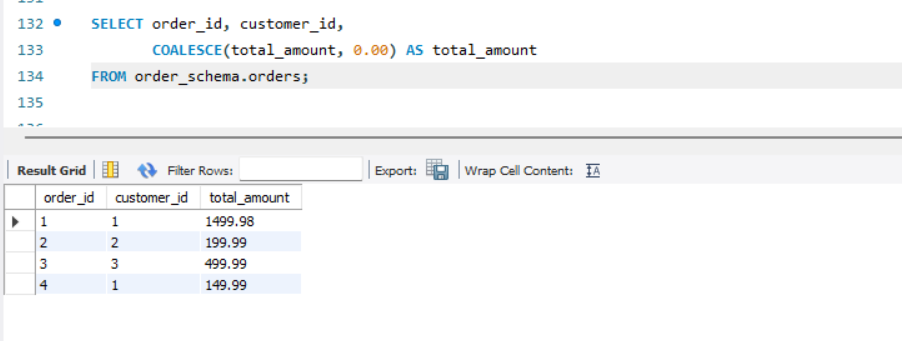 132 SELECT order_id, customer_id,
133 COALESCE(total_amount, 0.00) AS total_amount
134 FROM order_schema.orders;
135
Result Grid Filter Rows: Export: Wrap Cell Content:
order_id customer_id total_amount
1 1 1499.98
2 2 199.99
3 3 499.99
4 1 149.99